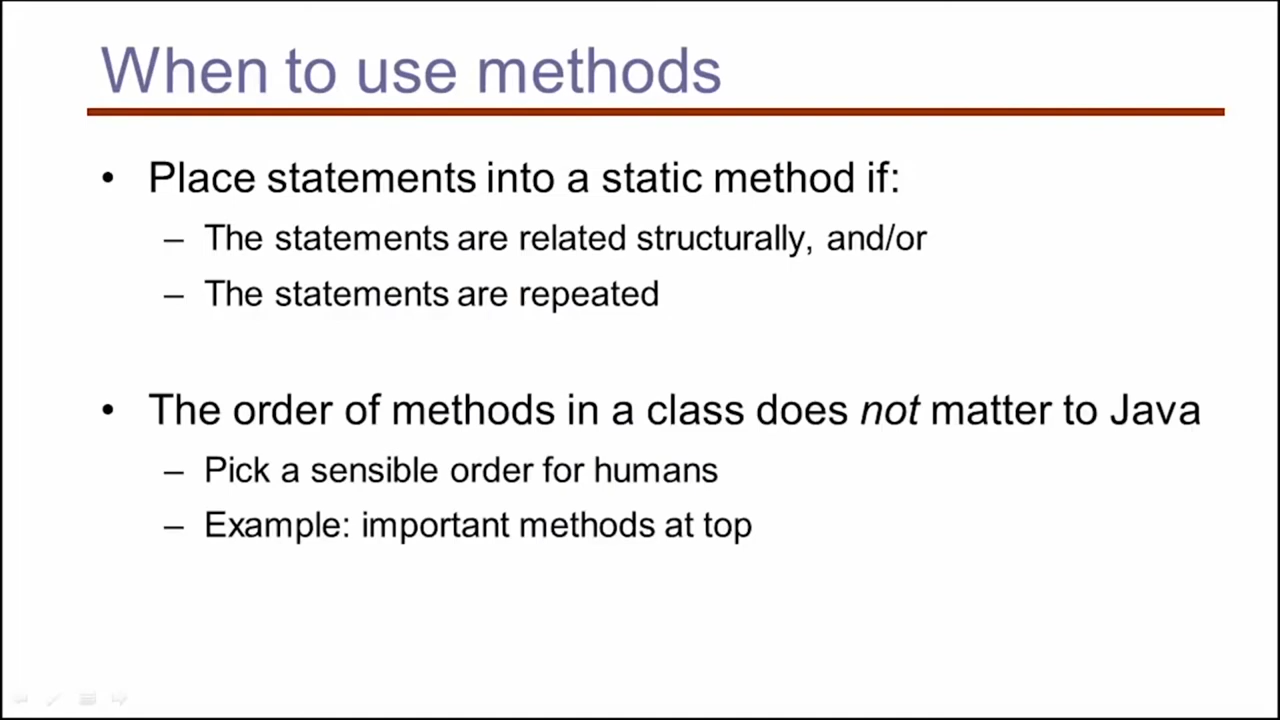 When to use methods
• Place statements into a static method if:
– The statements are related structurally, and/or
– The statements are repeated
• The order of methods in a class does not matter to Java
– Pick a sensible order for humans
– Example: important methods at top